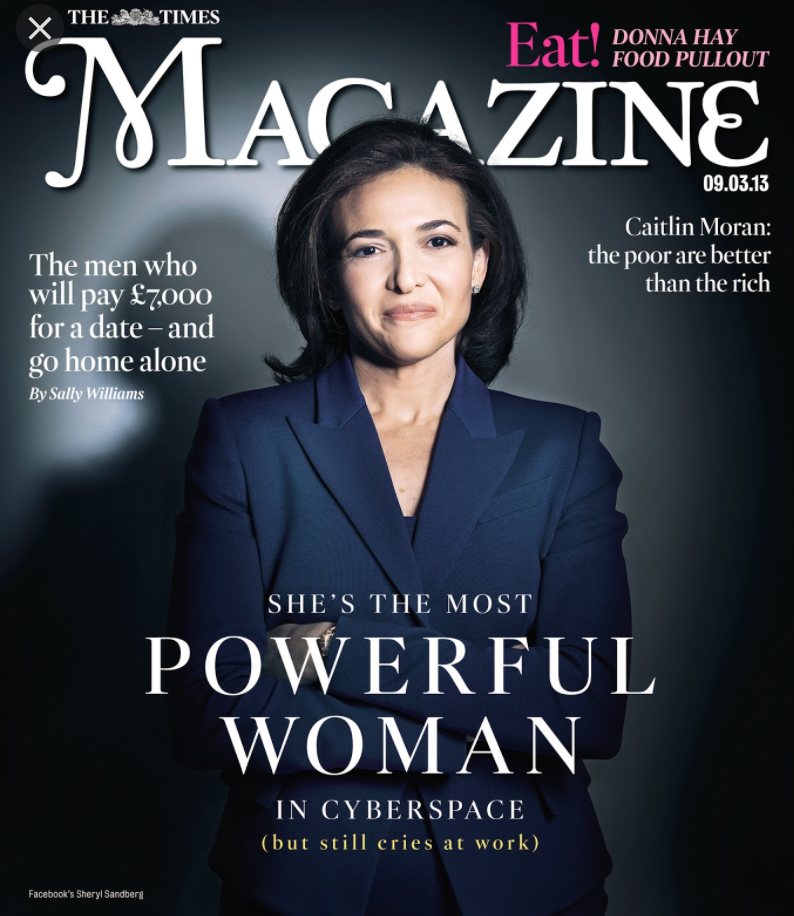 THE TIMES
MAGAZINE
Eat! DONNA HAY
FOOD PULLOUT
09.03.13
The men who
will pay £7,000
for a date – and
go home alone
By Sally Williams
Caitlin Moran:
the poor are better
than the rich
SHE'S THE MOST
POWERFUL
WOMAN
IN CYBERSPACE
(but still cries at work)
Facebook's Sheryl Sandberg